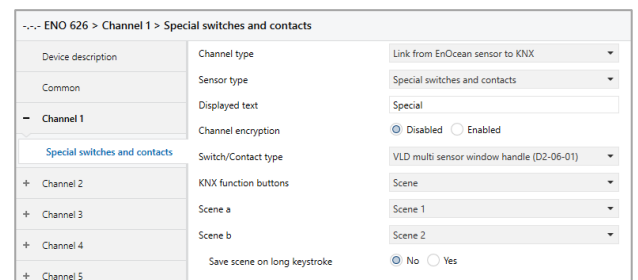 -.-.- ENO 626 > Channel 1 > Special switches and contacts
Device description
Common
− Channel 1
Special switches and contacts
+ Channel 2
+ Channel 3
+ Channel 4
+ Channel 5
Channel type Link from EnOcean sensor to KNX
Sensor type Special switches and contacts
Displayed text Special
Channel encryption Disabled Enabled
Switch/Contact type VLD multi sensor window handle (D2-06-01)
KNX function buttons Scene
Scene a Scene 1
Scene b Scene 2
Save scene on long keystroke No Yes